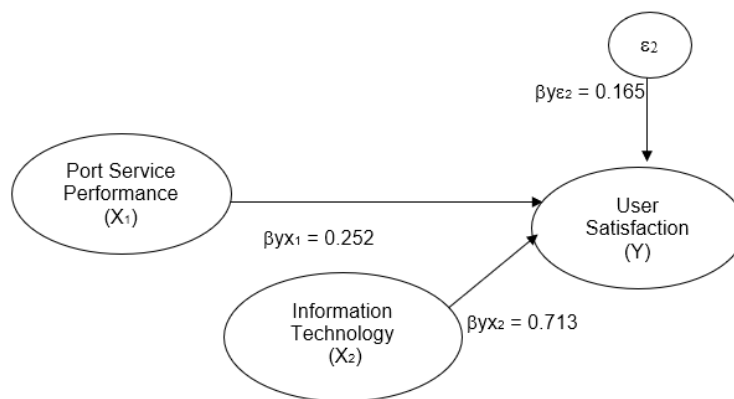 ε₂
βyε₂ = 0.165
Port Service
Performance
(X₁)
User
Satisfaction
(Y)
βyx₁ = 0.252
Information
Technology
(X₂)
βyx₂ = 0.713